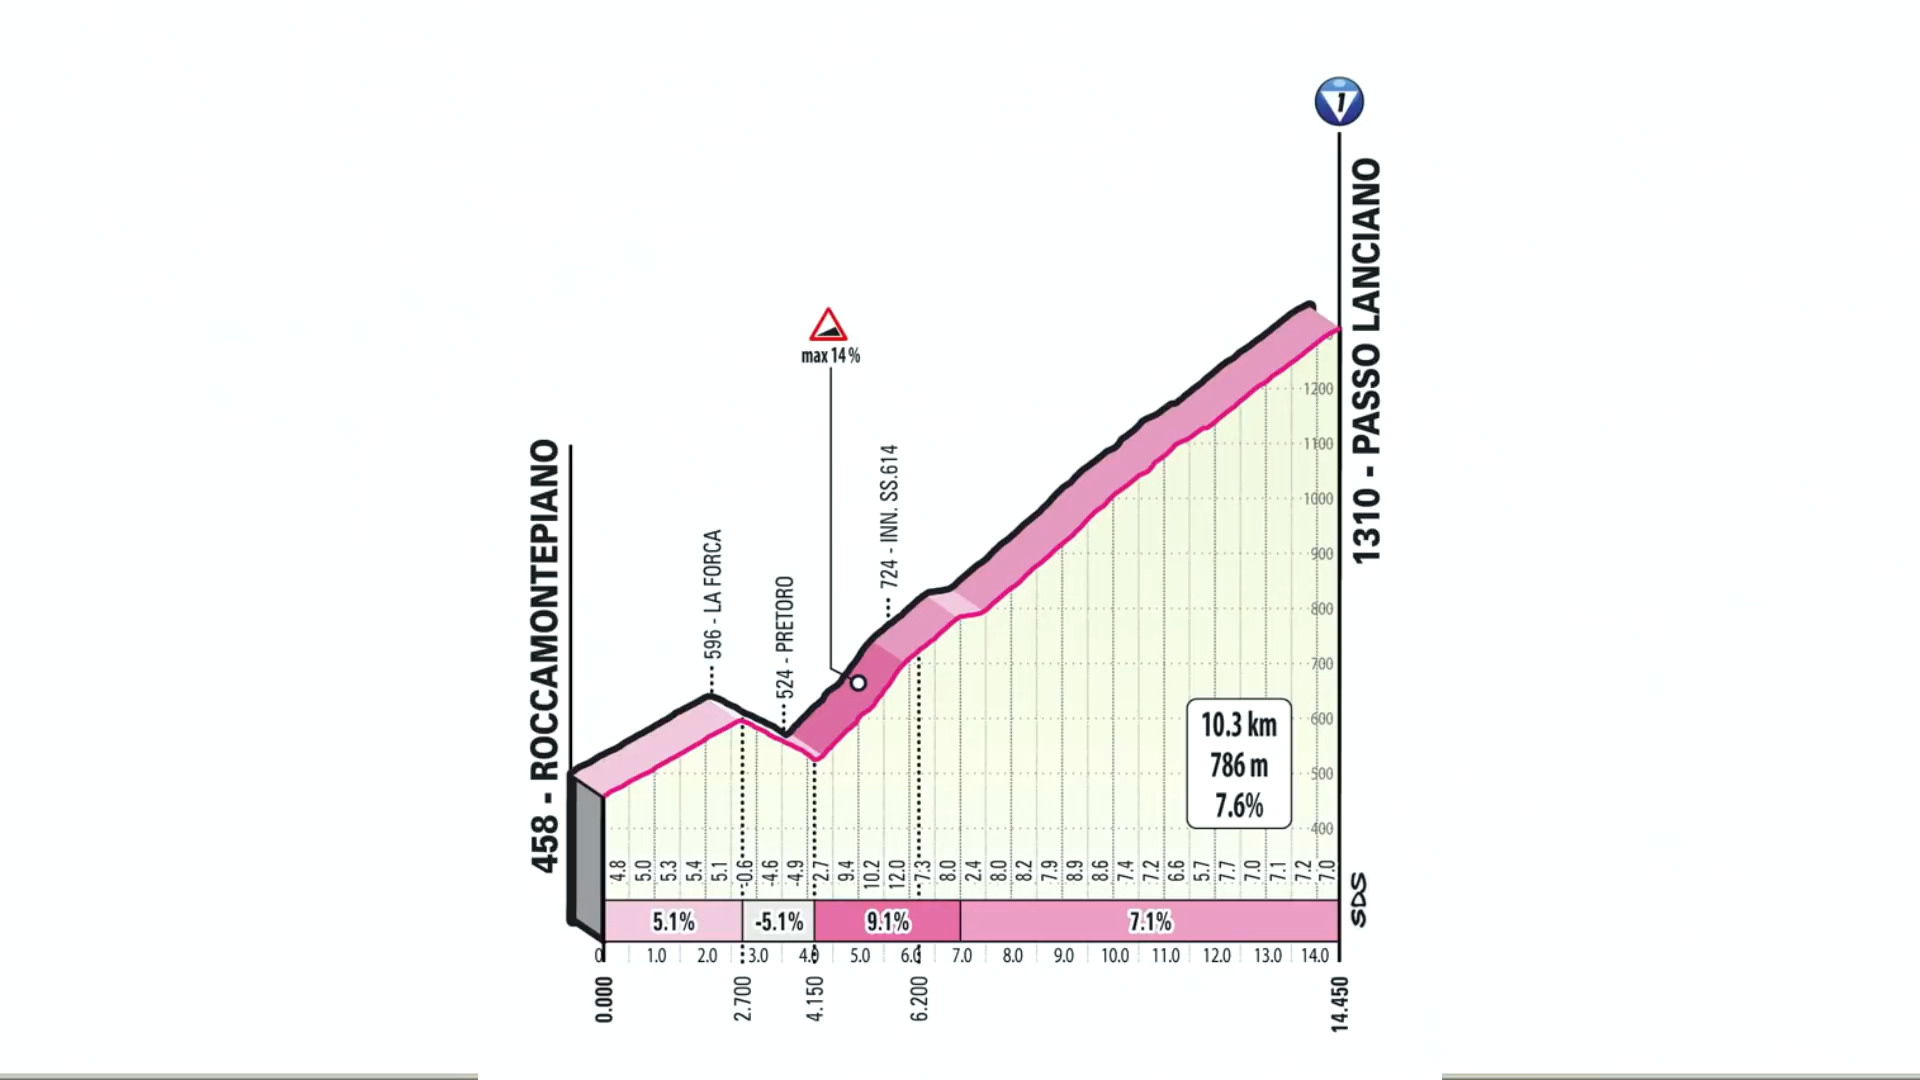 1
1310 - PASSO LANCIANO
max 14 %
458 - ROCCAMONTEPIANO
596 - LA FORCA
524 - PRETORO
724 - INN. SS.614
1200
1100
1000
900
800
700
600
500
400
10.3 km
786 m
7.6%
4.8 5.0 5.3 5.4 5.1 -0.6 -4.6 -4.9 2.7 9.4 10.2 12.0 7.3 8.0 2.4 8.0 8.2 7.9 8.9 8.6 7.4 7.2 6.6 5.7 7.7 7.0 7.1 7.2 7.0
SDS
5.1% -5.1% 9.1% 7.1%
0 1.0 2.0 3.0 4.0 5.0 6.0 7.0 8.0 9.0 10.0 11.0 12.0 13.0 14.0
0.000 2.700 4.150 6.200 14.450